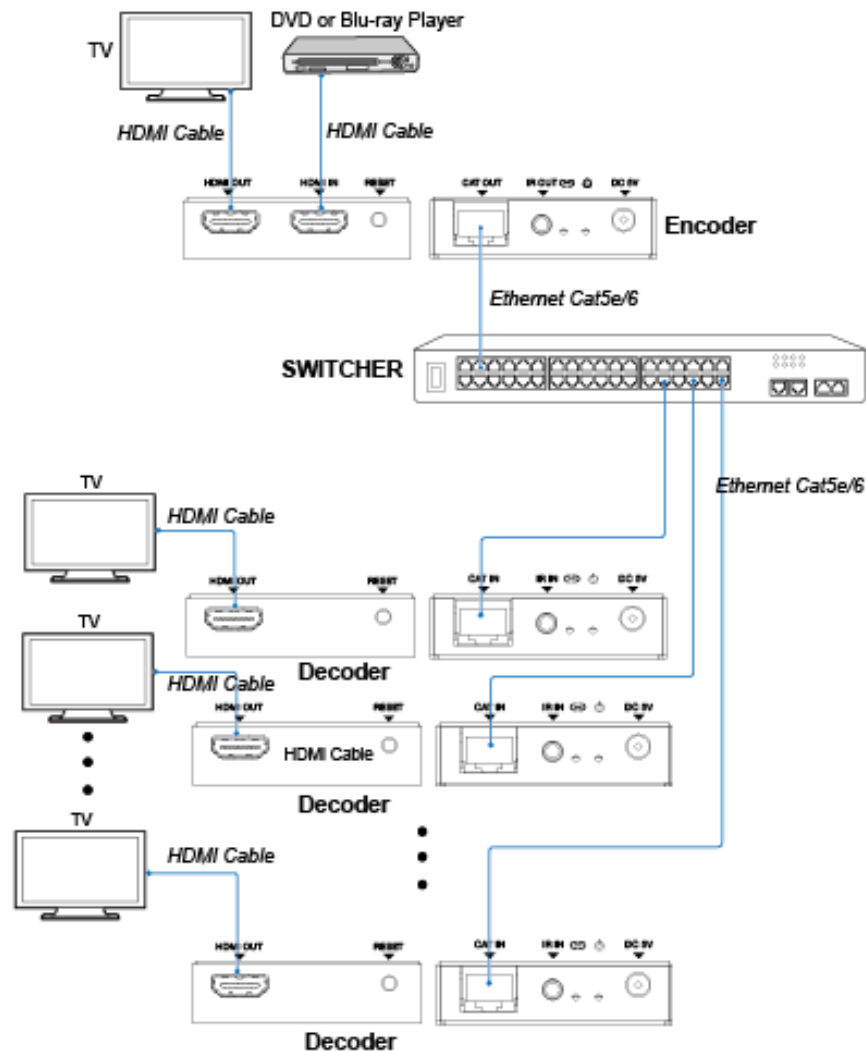 DVD or Blu-ray Player
TV
HDMI Cable
HDMI Cable
HDMI OUT
HDMI IN
RESET
CAT OUT
IR OUT
DC 5V
Encoder
Ethernet Cat5e/6
SWITCHER
Ethernet Cat5e/6
TV
HDMI Cable
HDMI OUT
RESET
CAT IN
IR IN
DC 5V
Decoder
TV
HDMI Cable
HDMI OUT
RESET
CAT IN
IR IN
DC 5V
HDMI Cable
Decoder
TV
HDMI Cable
HDMI OUT
RESET
CAT IN
IR IN
DC 5V
Decoder